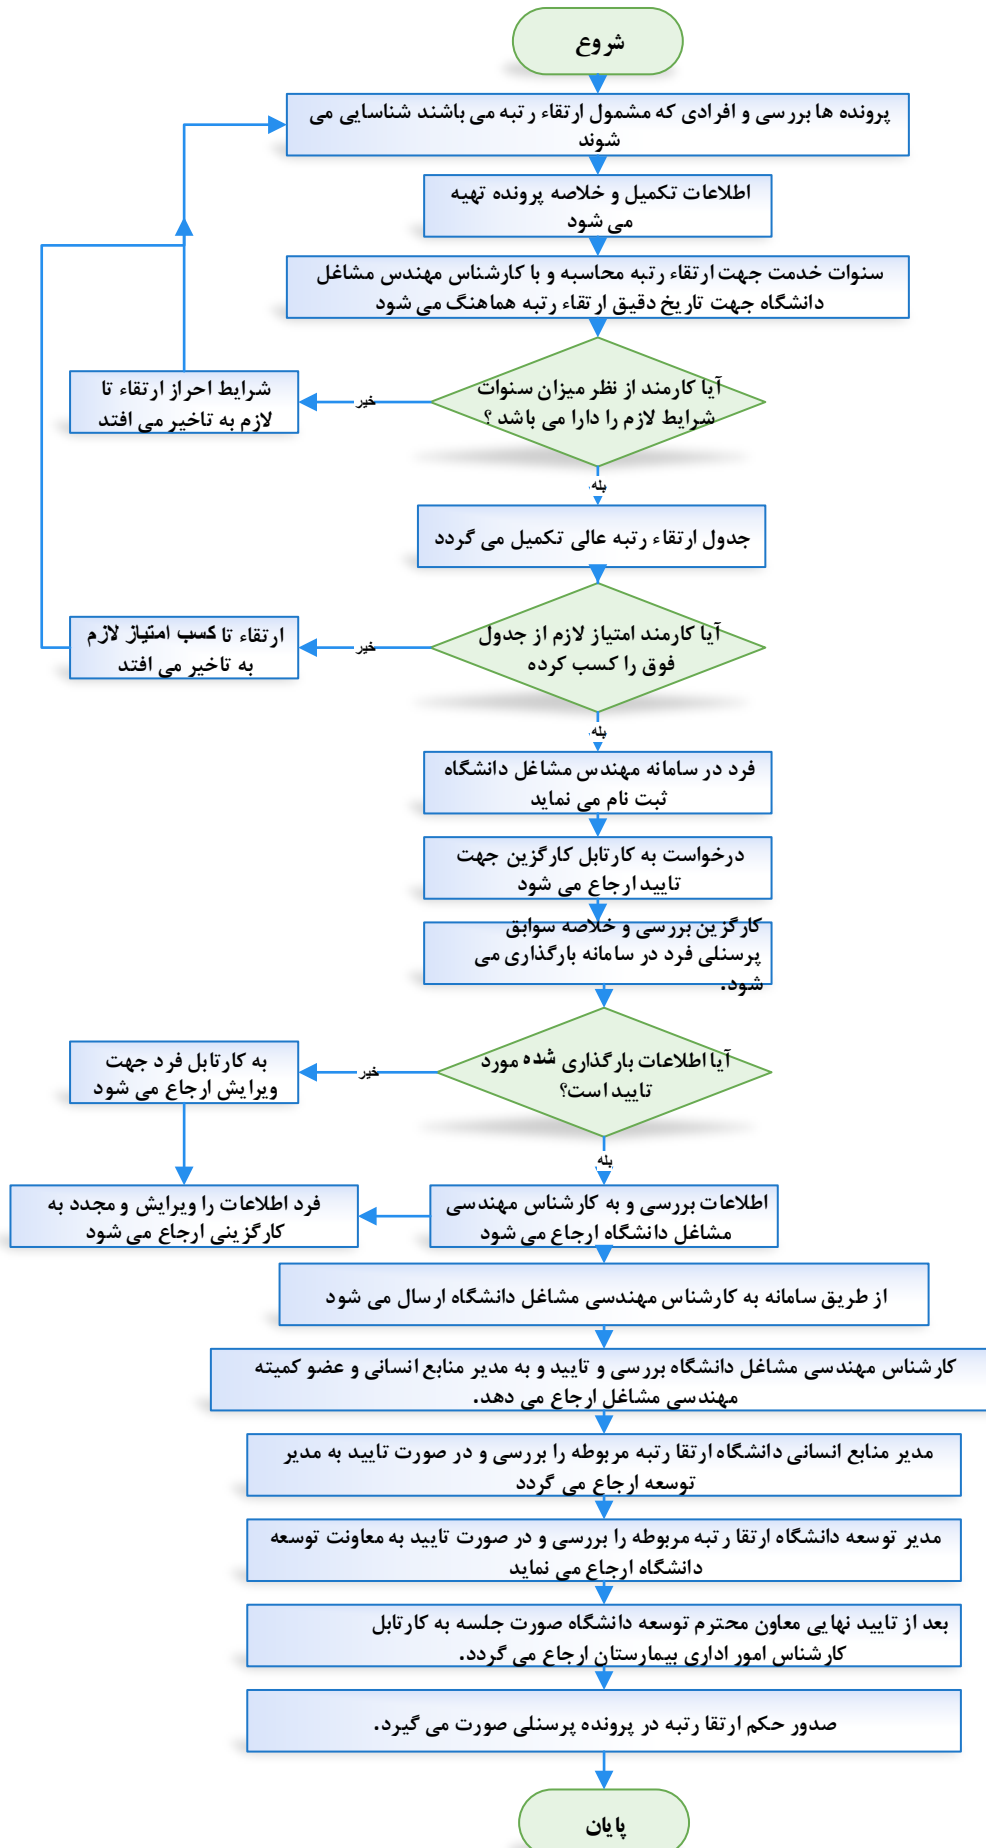 شروع
پرونده ها بررسی و افرادی که مشمول ارتقاء رتبه می باشند شناسایی می
شوند
اطلاعات تکمیل و خلاصه پرونده تهیه
می شود
سنوات خدمت جهت ارتقاء رتبه محاسبه و با کارشناس مهندس مشاغل
دانشگاه جهت تاریخ دقیق ارتقاء رتبه هماهنگ می شود
آیا کارمند از نظر میزان سنوات
شرایط لازم را دارا می باشد ؟
خیر
شرایط احراز ارتقاء تا
لازم به تاخیر می افتد
بله
جدول ارتقاء رتبه عالی تکمیل می گردد
آیا کارمند امتیاز لازم از جدول
فوق را کسب کرده
خیر
ارتقاء تا کسب امتیاز لازم
به تاخیر می افتد
بله
فرد در سامانه مهندس مشاغل دانشگاه
ثبت نام می نماید
درخواست به کارتابل کارگزین جهت
تایید ارجاع می شود
کارگزین بررسی و خلاصه سوابق
پرسنلی فرد در سامانه بارگذاری می
شود.
آیا اطلاعات بارگذاری شده مورد
تایید است؟
خیر
به کارتابل فرد جهت
ویرایش ارجاع می شود
بله
اطلاعات بررسی و به کارشناس مهندسی
مشاغل دانشگاه ارجاع می شود
فرد اطلاعات را ویرایش و مجدد به
کارگزینی ارجاع می شود
از طریق سامانه به کارشناس مهندسی مشاغل دانشگاه ارسال می شود
کارشناس مهندسی مشاغل دانشگاه بررسی و تایید و به مدیر منابع انسانی و عضو کمیته
مهندسی مشاغل ارجاع می دهد.
مدیر منابع انسانی دانشگاه ارتقا رتبه مربوطه را بررسی و در صورت تایید به مدیر
توسعه ارجاع می گردد
مدیر توسعه دانشگاه ارتقا رتبه مربوطه را بررسی و در صورت تایید به معاونت توسعه
دانشگاه ارجاع می نماید
بعد از تایید نهایی معاون محترم توسعه دانشگاه صورت جلسه به کارتابل
کارشناس امور اداری بیمارستان ارجاع می گردد.
صدور حکم ارتقا رتبه در پرونده پرسنلی صورت می گیرد.
پایان